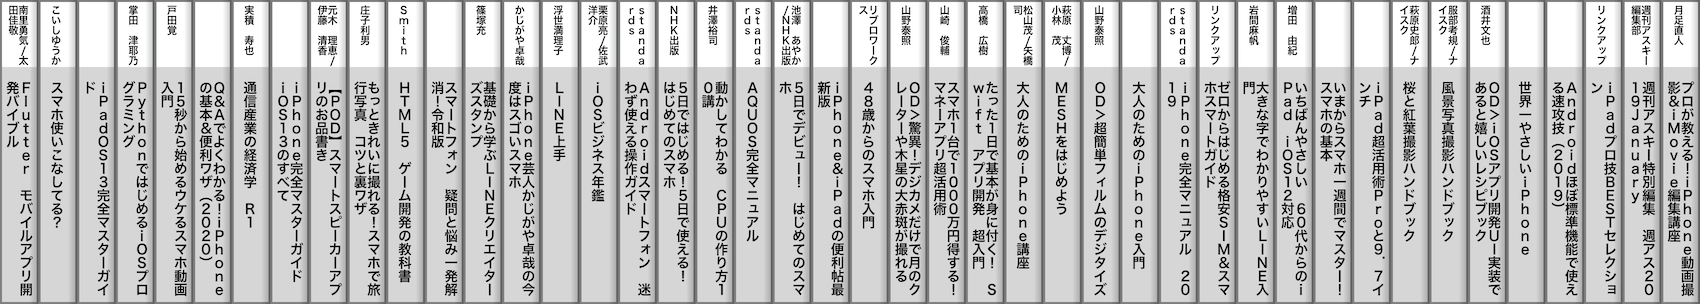 月足直人
プロが教える！iPhone動画撮
影＆iMovie編集講座
週刊アスキー
編集部
週刊アスキー特別編集　週アス20
19January
リンクアップ
iPadプロ技BESTセレクショ
ン
Androidほぼ標準機能で使え
る速攻技（2019）
世界一やさしいiPhone
酒井文也
OD＞iOSアプリ開発UI実装で
あると嬉しいレシピブック
服部考規／ナ
イスク
風景写真撮影ハンドブック
萩原史郎／ナ
イスク
桜と紅葉撮影ハンドブック
iPad超活用術Proと9．7イ
ンチ
いまからスマホ一週間でマスター！
スマホの基本
増田　由紀
いちばんやさしい　60代からのi
Pad　iOS12対応
岩間麻帆
大きな字でわかりやすいLINE入
門
リンクアップ
ゼロからはじめる格安SIM＆スマ
ホスマートガイド
standa
rds
iPhone完全マニュアル　20
19
大人のためのiPhone入門
山野泰照
OD＞超簡単フィルムのデジタイズ
萩原　丈博／
小林　茂
MESHをはじめよう
松山茂／矢橋
司
大人のためのiPhone講座
高橋　広樹
たった1日で基本が身に付く！　S
wift　アプリ開発　超入門
山崎　俊輔
スマホ1台で1000万円得する！
マネーアプリ超活用術
山野泰照
OD＞驚異！デジカメだけで月のク
レーターや木星の大赤斑が撮れる
リブロワーク
ス
48歳からのスマホ入門
iPhone＆iPadの便利帖最
新版
池澤　あやか
／NHK出版
5日でデビュー！　はじめてのスマ
ホ
standa
rds
AQUOS完全マニュアル
井澤裕司
動かしてわかる　CPUの作り方1
0講
NHK出版
5日ではじめる！5日で使える！
はじめてのスマホ
standa
rds
Androidスマートフォン　迷
わず使える操作ガイド
栗原亮／佐武
洋介
iOSビジネス年鑑
浮世満理子
LINE上手
かじがや卓哉
iPhone芸人かじがや卓哉の今
度はスゴいスマホ
篠塚充
基礎から学ぶLINEクリエイター
ズスタンプ
スマートフォン　疑問と悩み一発解
消！令和版
Smith
HTML5　ゲーム開発の教科書
庄子利男
もっときれいに撮れる！スマホで旅
行写真　コツと裏ワザ
元木　理恵／
伊藤　清香
【POD】スマートスピーカーアプ
リのお品書き
iPhone完全マスターガイド
iOS13のすべて
実積　寿也
通信産業の経済学　R1
Q＆Aでよくわかる！iPhone
の基本＆便利ワザ（2020）
戸田覚
15秒から始めるウケるスマホ動画
入門
掌田　津耶乃
PythonではじめるiOSプロ
グラミング
iPadOS13完全マスターガイ
ド
こいしゆうか
スマホ使いこなしてる？
南里勇気／太
田佳敬
Flutter　モバイルアプリ開
発バイブル